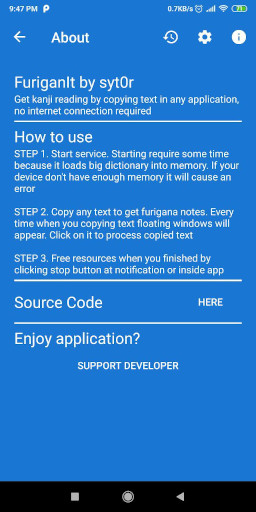 9:47 PM P 0.7KB/s 71
About
FuriganIt by syt0r
Get kanji reading by copying text in any application,
no internet connection required
How to use
STEP 1. Start service. Starting require some time
because it loads big dictionary into memory. If your
device don't have enough memory it will cause an
error
STEP 2. Copy any text to get furigana notes. Every
time when you copying text floating windows will
appear. Click on it to process copied text
STEP 3. Free resources when you finished by
clicking stop button at notification or inside app
Source Code HERE
Enjoy application?
SUPPORT DEVELOPER